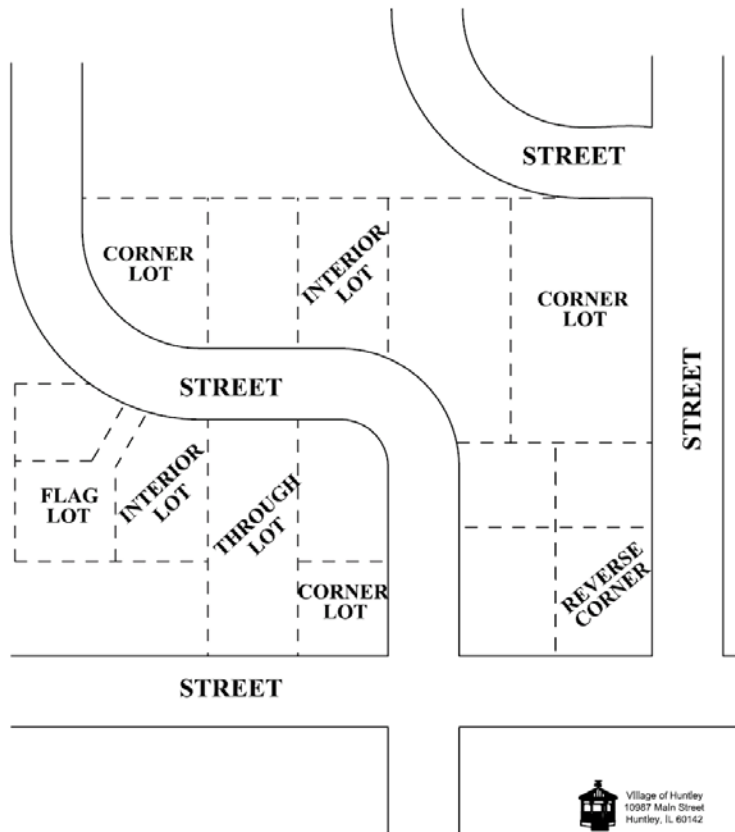 STREET
CORNER
LOT
INTERIOR
LOT
CORNER
LOT
STREET
STREET
FLAG
LOT
INTERIOR
LOT
THROUGH
LOT
CORNER
LOT
REVERSE
CORNER
STREET
Village of Huntley
10987 Main Street
Huntley, IL 60142